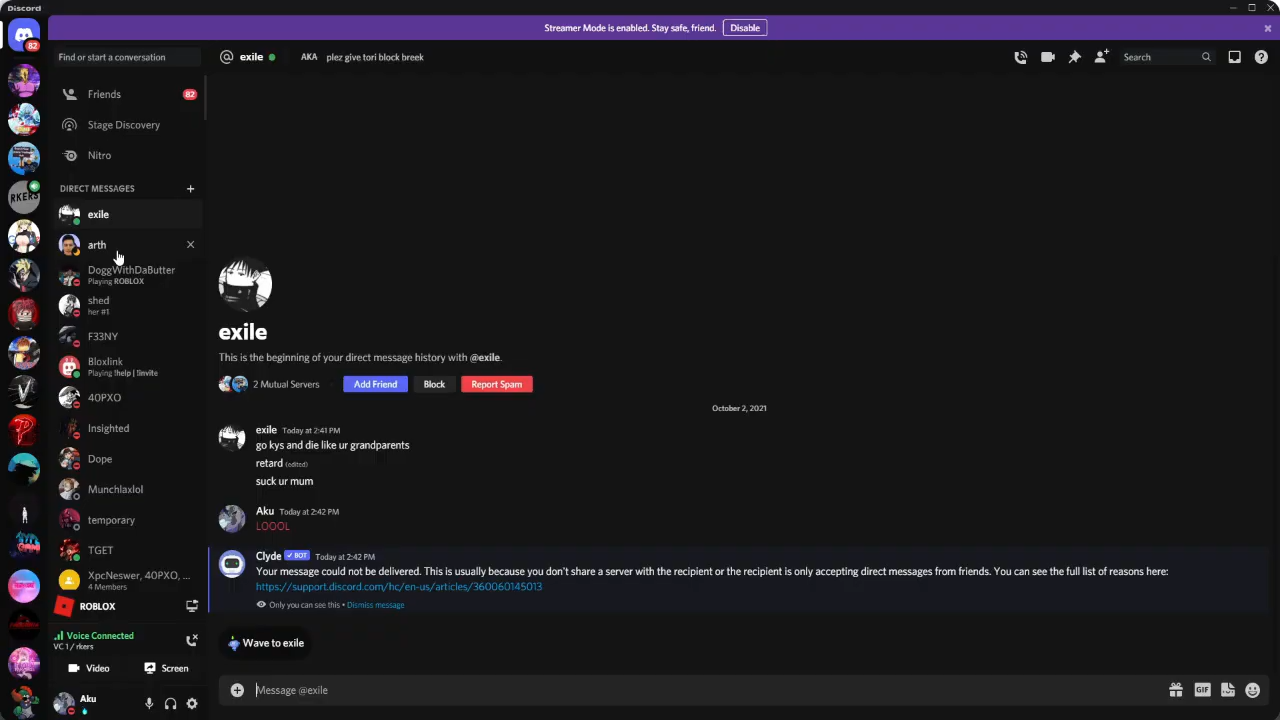 Discord
Streamer Mode is enabled. Stay safe, friend.
Disable
82
Find or start a conversation
exile
AKA
plez give tori block breek
Search
Friends
82
Stage Discovery
Nitro
DIRECT MESSAGES
exile
arth
DoggWithDaButter
Playing ROBLOX
shed
her #1
F33NY
Bloxlink
Playing !help | !invite
40PXO
Insighted
Dope
Munchlaxlol
temporary
TGET
XpcNeswer, 40PXO, ...
4 Members
ROBLOX
Voice Connected
VC 1 / rkers
Video
Screen
Aku
RKERS
exile
This is the beginning of your direct message history with @exile.
2 Mutual Servers
Add Friend
Block
Report Spam
October 2, 2021
exile Today at 2:41 PM
go kys and die like ur grandparents
retard (edited)
suck ur mum
Aku Today at 2:42 PM
LOOOL
Clyde BOT Today at 2:42 PM
Your message could not be delivered. This is usually because you don't share a server with the recipient or the recipient is only accepting direct messages from friends. You can see the full list of reasons here:
https://support.discord.com/hc/en-us/articles/360060145013
Only you can see this • Dismiss message
Wave to exile
Message @exile
GIF